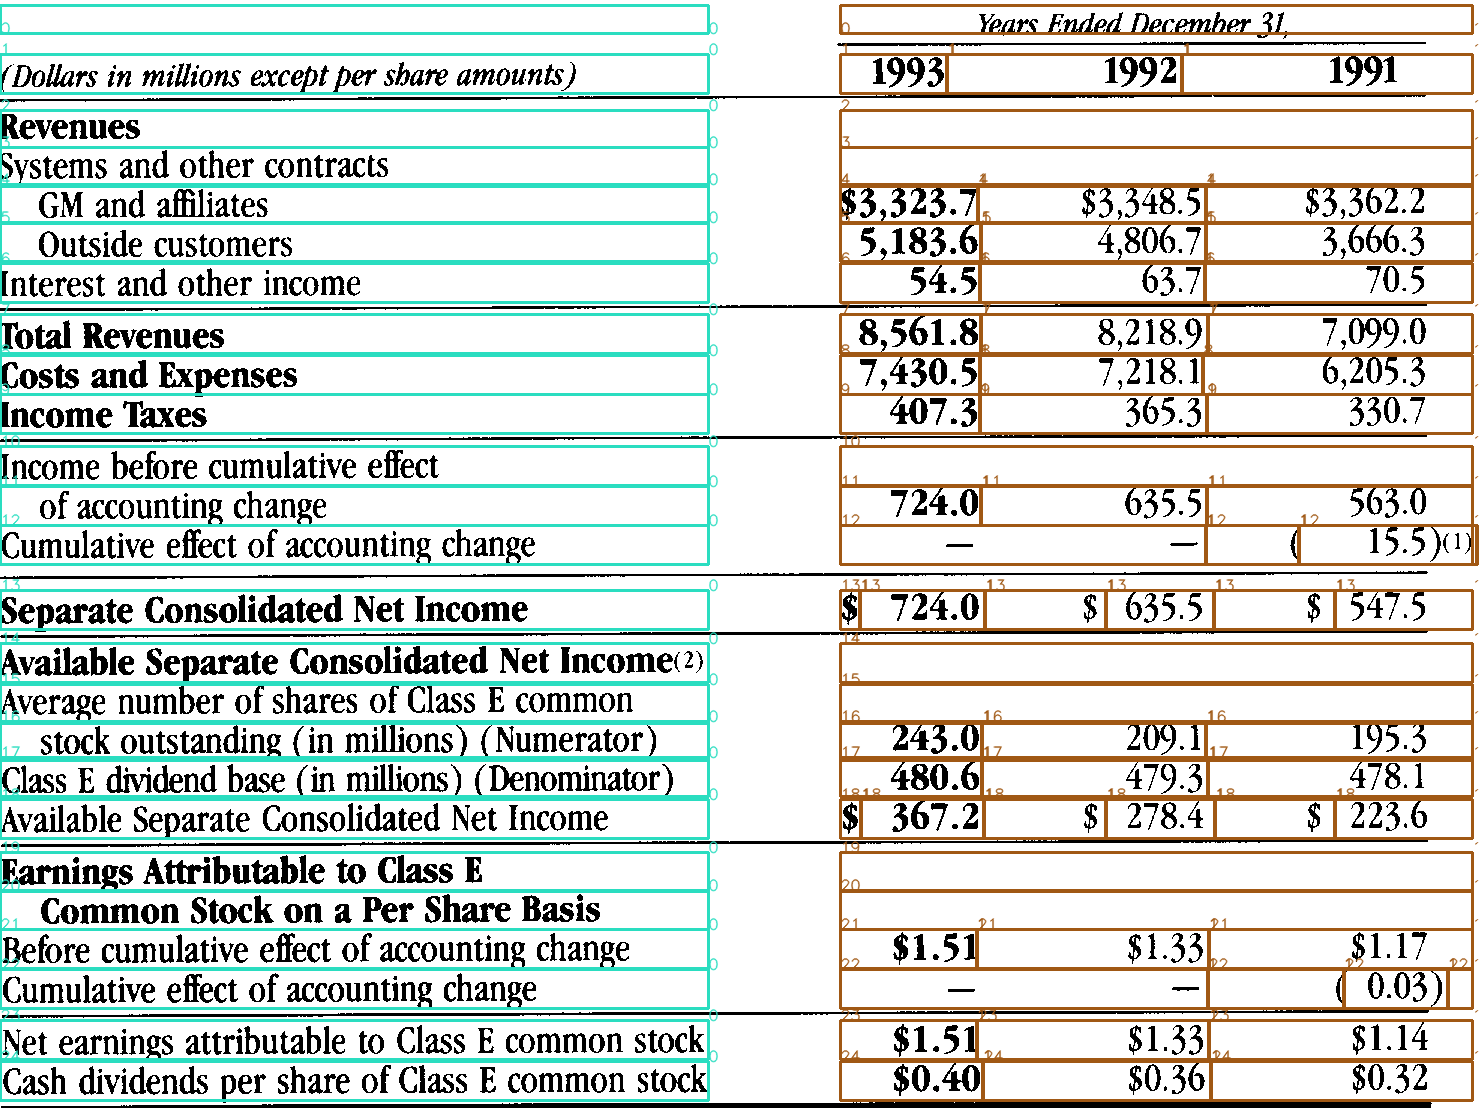 Years Ended December 31,
(Dollars in millions except per share amounts) 1993 1992 1991
Revenues
Systems and other contracts
GM and affiliates $3,323.7 $3,348.5 $3,362.2
Outside customers 5,183.6 4,806.7 3,666.3
Interest and other income 54.5 63.7 70.5
Total Revenues 8,561.8 8,218.9 7,099.0
Costs and Expenses 7,430.5 7,218.1 6,205.3
Income Taxes 407.3 365.3 330.7
Income before cumulative effect
of accounting change 724.0 635.5 563.0
Cumulative effect of accounting change — — ( 15.5)(1)
Separate Consolidated Net Income $ 724.0 $ 635.5 $ 547.5
Available Separate Consolidated Net Income(2)
Average number of shares of Class E common
stock outstanding (in millions) (Numerator) 243.0 209.1 195.3
Class E dividend base (in millions) (Denominator) 480.6 479.3 478.1
Available Separate Consolidated Net Income $ 367.2 $ 278.4 $ 223.6
Earnings Attributable to Class E
Common Stock on a Per Share Basis
Before cumulative effect of accounting change $1.51 $1.33 $1.17
Cumulative effect of accounting change — — ( 0.03)
Net earnings attributable to Class E common stock $1.51 $1.33 $1.14
Cash dividends per share of Class E common stock $0.40 $0.36 $0.32